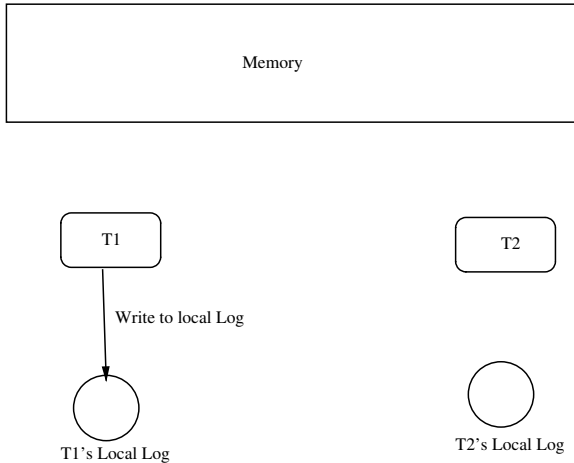 Memory
T1
T2
Write to local Log
T1's Local Log
T2's Local Log